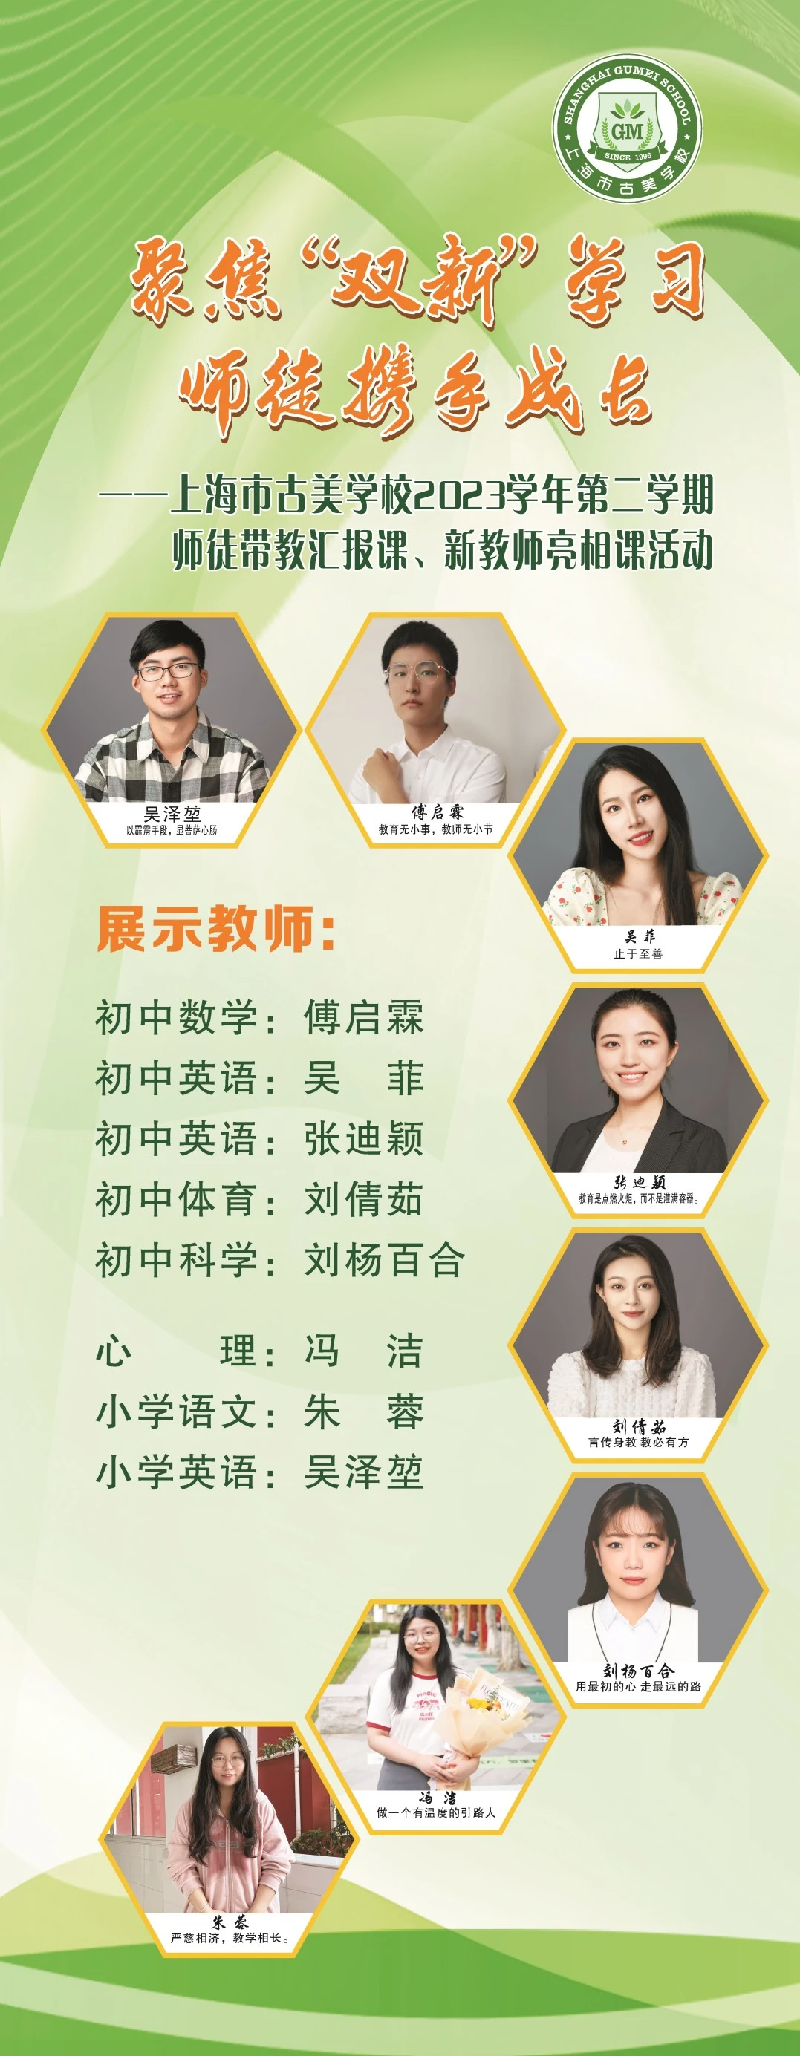 SHANGHAI GUMEI SCHOOL
GM
上海市古美学校
聚焦“双新”学习
师徒携手成长
——上海市古美学校2023学年第二学期
师徒带教汇报课、新教师亮相课活动
吴泽堃
以霹雳手段，显菩萨心肠
傅启霖
教育无小事，教师无小节
吴菲
止于至善
展示教师：
初中数学：傅启霖
初中英语：吴　菲
初中英语：张迪颖
初中体育：刘倩茹
初中科学：刘杨百合
心　　理：冯　洁
小学语文：朱　蓉
小学英语：吴泽堃
张迪颖
教育是点燃火炬，而不是灌满容器。
刘倩茹
言传身教 教必有方
刘杨百合
用最初的心 走最远的路
冯洁
做一个有温度的引路人
朱蓉
严慈相济，教学相长。